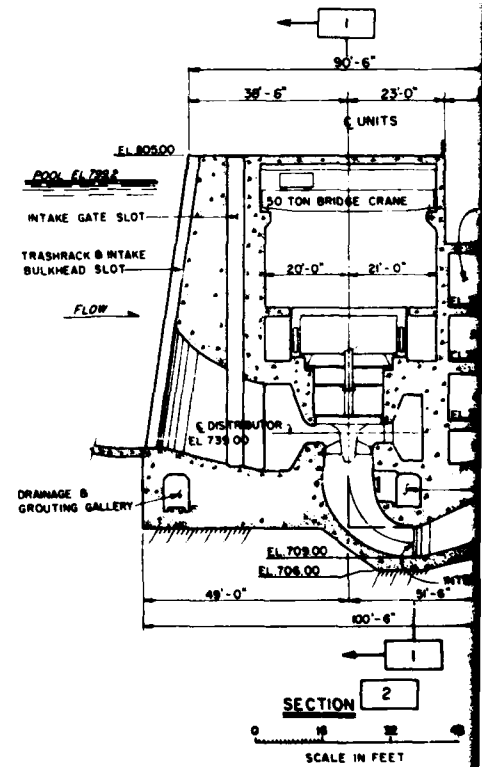 1
90'-6"
38'-6"
23'-0"
℄ UNITS
EL 805.00
POOL EL 799.2
50 TON BRIDGE CRANE
INTAKE GATE SLOT
TRASHRACK & INTAKE
BULKHEAD SLOT
20'-0"
21'-0"
FLOW
EL
℄ DISTRIBUTOR
EL 739.00
EL
DRAINAGE &
GROUTING GALLERY
EL.709.00
EL.706.00
INTE
49'-0"
51'-6"
100'-6"
1
2
SECTION
0 16 32 48
SCALE IN FEET